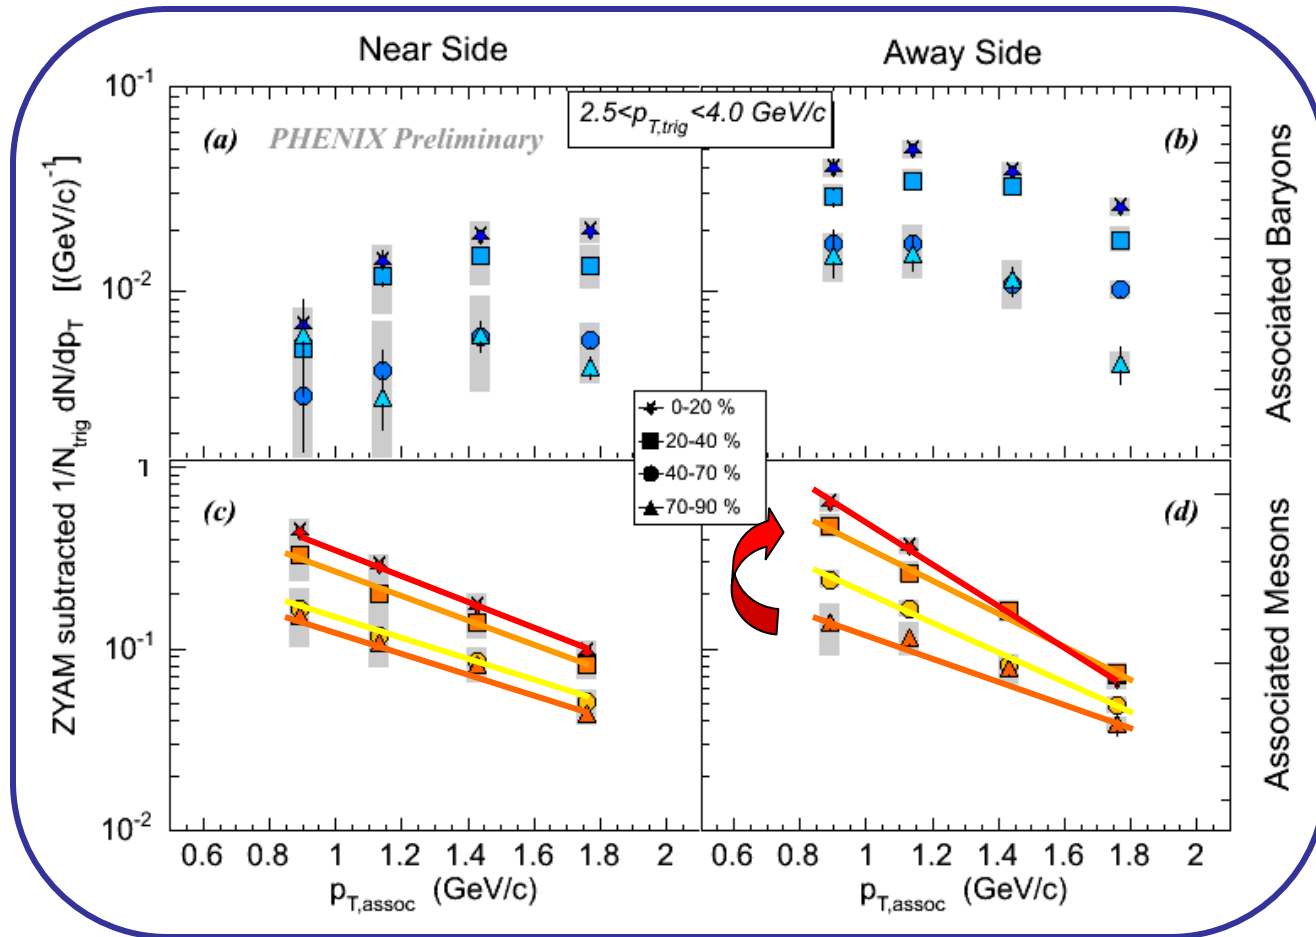 Near Side
Away Side
2.5<p_T,trig<4.0 GeV/c
(a) PHENIX Preliminary
(b)
ZYAM subtracted 1/N_trig dN/dp_T [(GeV/c)^-1]
10^-1
10^-2
Associated Baryons
0-20 %
20-40 %
40-70 %
70-90 %
1
10^-1
10^-2
(c)
(d)
Associated Mesons
0.6 0.8 1 1.2 1.4 1.6 1.8 2
0.6 0.8 1 1.2 1.4 1.6 1.8 2
p_T,assoc (GeV/c)
p_T,assoc (GeV/c)